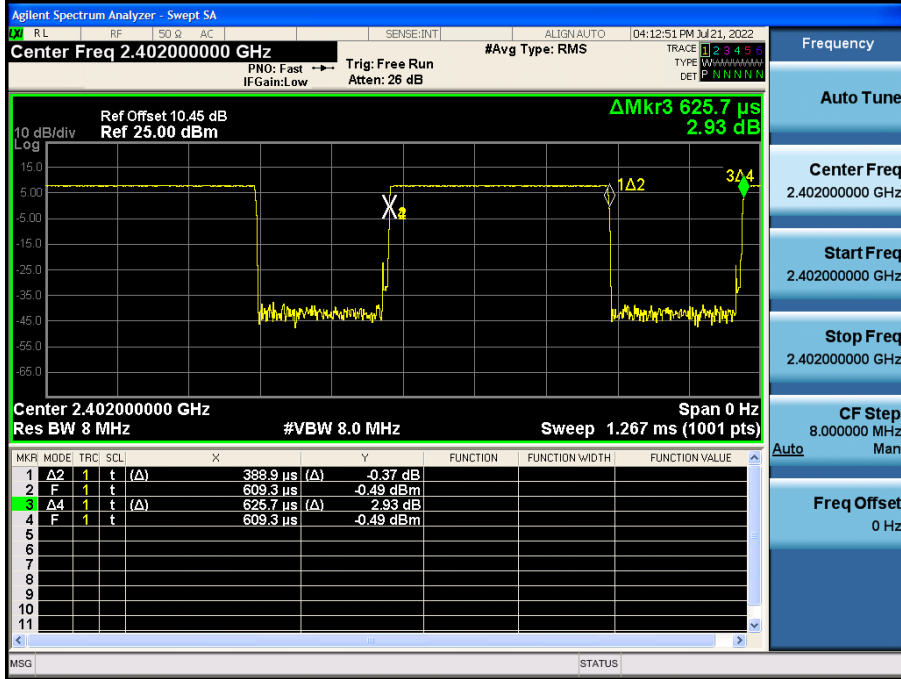 Agilent Spectrum Analyzer - Swept SA
LXI RL RF 50 Ω AC SENSE:INT ALIGN AUTO 04:12:51 PM Jul 21, 2022
Center Freq 2.402000000 GHz #Avg Type: RMS TRACE 1 2 3 4 5 6
PNO: Fast Trig: Free Run TYPE WWWWWW
IFGain:Low Atten: 26 dB DET P N N N N N
Frequency
Auto Tune
Center Freq
2.402000000 GHz
Start Freq
2.402000000 GHz
Stop Freq
2.402000000 GHz
CF Step
8.000000 MHz
Auto Man
Freq Offset
0 Hz
ΔMkr3 625.7 µs
2.93 dB
Ref Offset 10.45 dB
10 dB/div Ref 25.00 dBm
Log
15.0
5.00
-5.00
-15.0
-25.0
-35.0
-45.0
-55.0
-65.0
1Δ2
3Δ4
Center 2.402000000 GHz Span 0 Hz
Res BW 8 MHz #VBW 8.0 MHz Sweep 1.267 ms (1001 pts)
MKR MODE TRC SCL X Y FUNCTION FUNCTION WIDTH FUNCTION VALUE
1 Δ2 1 t (Δ) 388.9 µs (Δ) -0.37 dB
2 F 1 t 609.3 µs -0.49 dBm
3 Δ4 1 t (Δ) 625.7 µs (Δ) 2.93 dB
4 F 1 t 609.3 µs -0.49 dBm
5
6
7
8
9
10
11
MSG STATUS